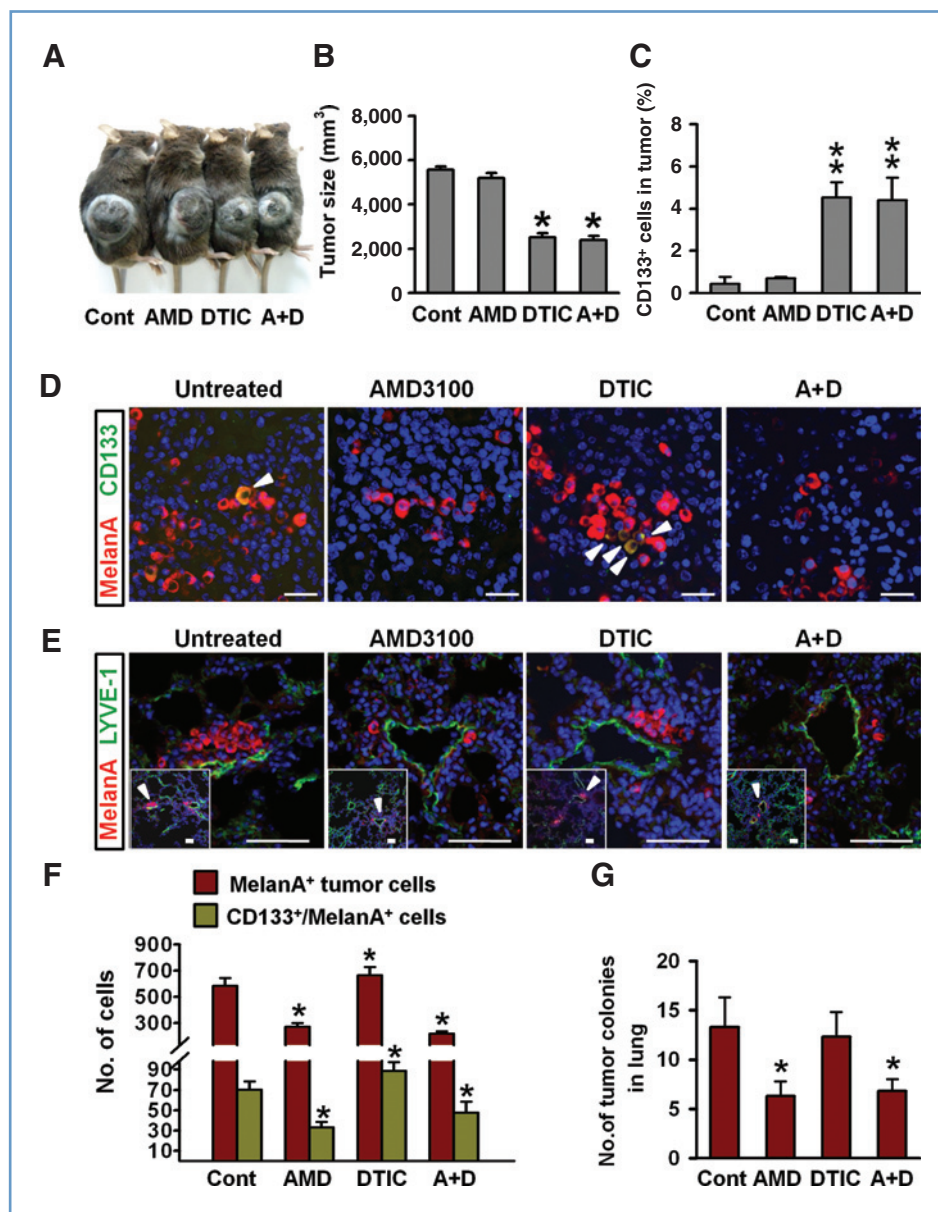 A
Cont AMD DTIC A+D
B
Tumor size (mm³)
8,000
6,000
4,000
2,000
0
* *
Cont AMD DTIC A+D
C
CD133⁺ cells in tumor (%)
8
6
4
2
0
** **
Cont AMD DTIC A+D
D
MelanA CD133
Untreated AMD3100 DTIC A+D
E
MelanA LYVE-1
Untreated AMD3100 DTIC A+D
F
MelanA⁺ tumor cells
CD133⁺/MelanA⁺ cells
No. of cells
900
700
500
300
90
70
50
30
10
* * * * * *
Cont AMD DTIC A+D
G
No.of tumor colonies
in lung
20
15
10
5
0
* *
Cont AMD DTIC A+D